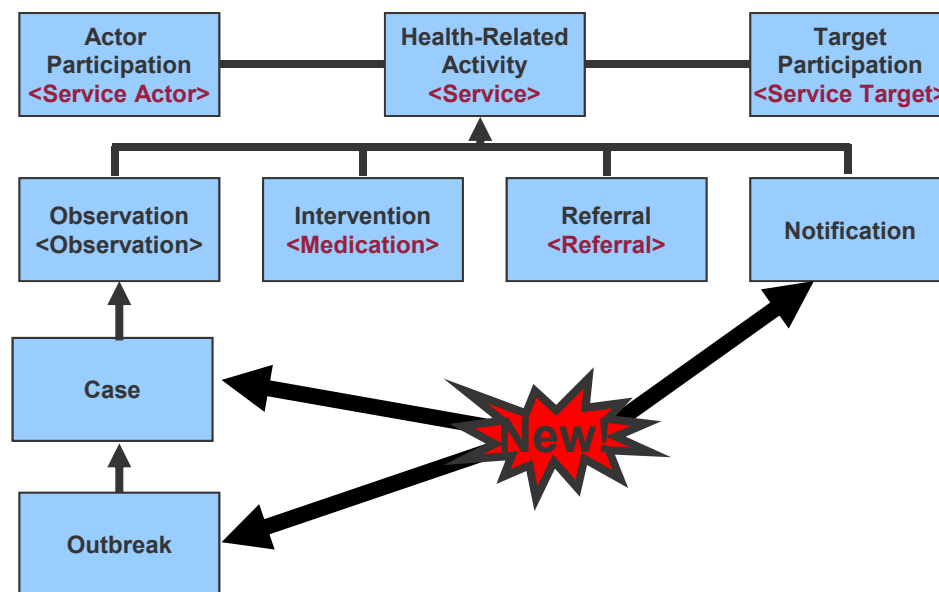 Actor
Participation
<Service Actor>
Health-Related
Activity
<Service>
Target
Participation
<Service Target>
Observation
<Observation>
Intervention
<Medication>
Referral
<Referral>
Notification
Case
New!
Outbreak